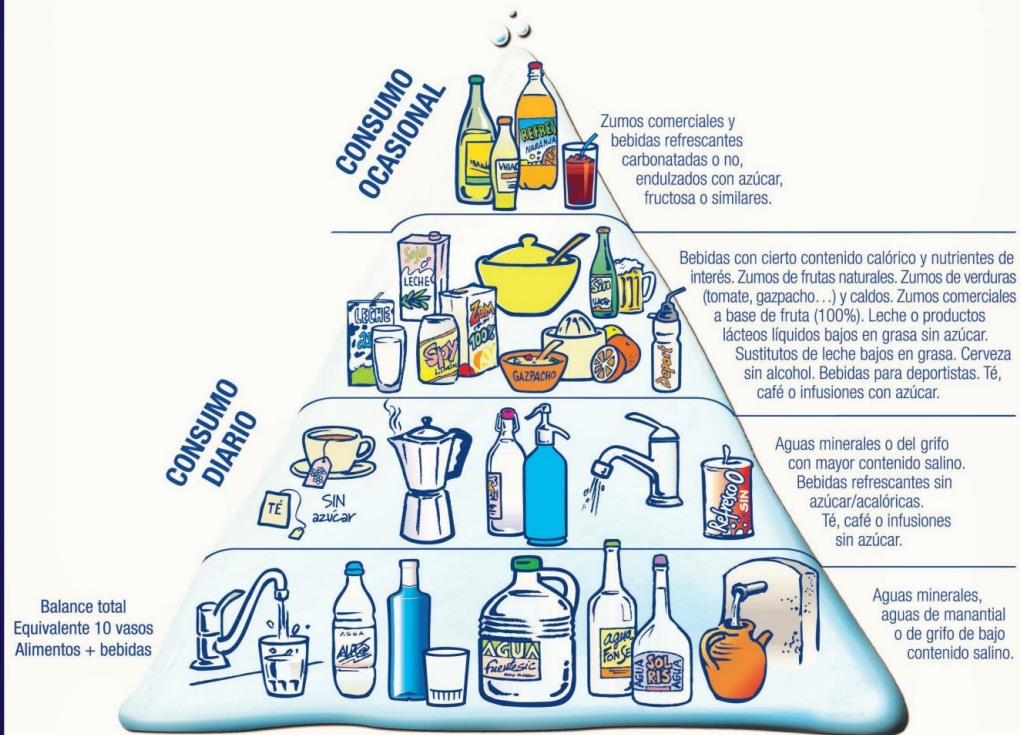 CONSUMO
OCASIONAL
REFRES
NARANJA
Zumos comerciales y
bebidas refrescantes
carbonatadas o no,
endulzados con azúcar,
fructosa o similares.
Soja
LECHE
LECHE
ZUM
100%
LIMÓN
GAZPACHO
Sin
Deport
Bebidas con cierto contenido calórico y nutrientes de
interés. Zumos de frutas naturales. Zumos de verduras
(tomate, gazpacho…) y caldos. Zumos comerciales
a base de fruta (100%). Leche o productos
lácteos líquidos bajos en grasa sin azúcar.
Sustitutos de leche bajos en grasa. Cerveza
sin alcohol. Bebidas para deportistas. Té,
café o infusiones con azúcar.
CONSUMO
DIARIO
TÉ
SIN
azúcar
Refresco
SIN
Aguas minerales o del grifo
con mayor contenido salino.
Bebidas refrescantes sin
azúcar/acalóricas.
Té, café o infusiones
sin azúcar.
Balance total
Equivalente 10 vasos
Alimentos + bebidas
AGUA
AGUA
fuentesic
agua
FONSE
AGUA
SOL
RIS
AGUA
Aguas minerales,
aguas de manantial
o de grifo de bajo
contenido salino.